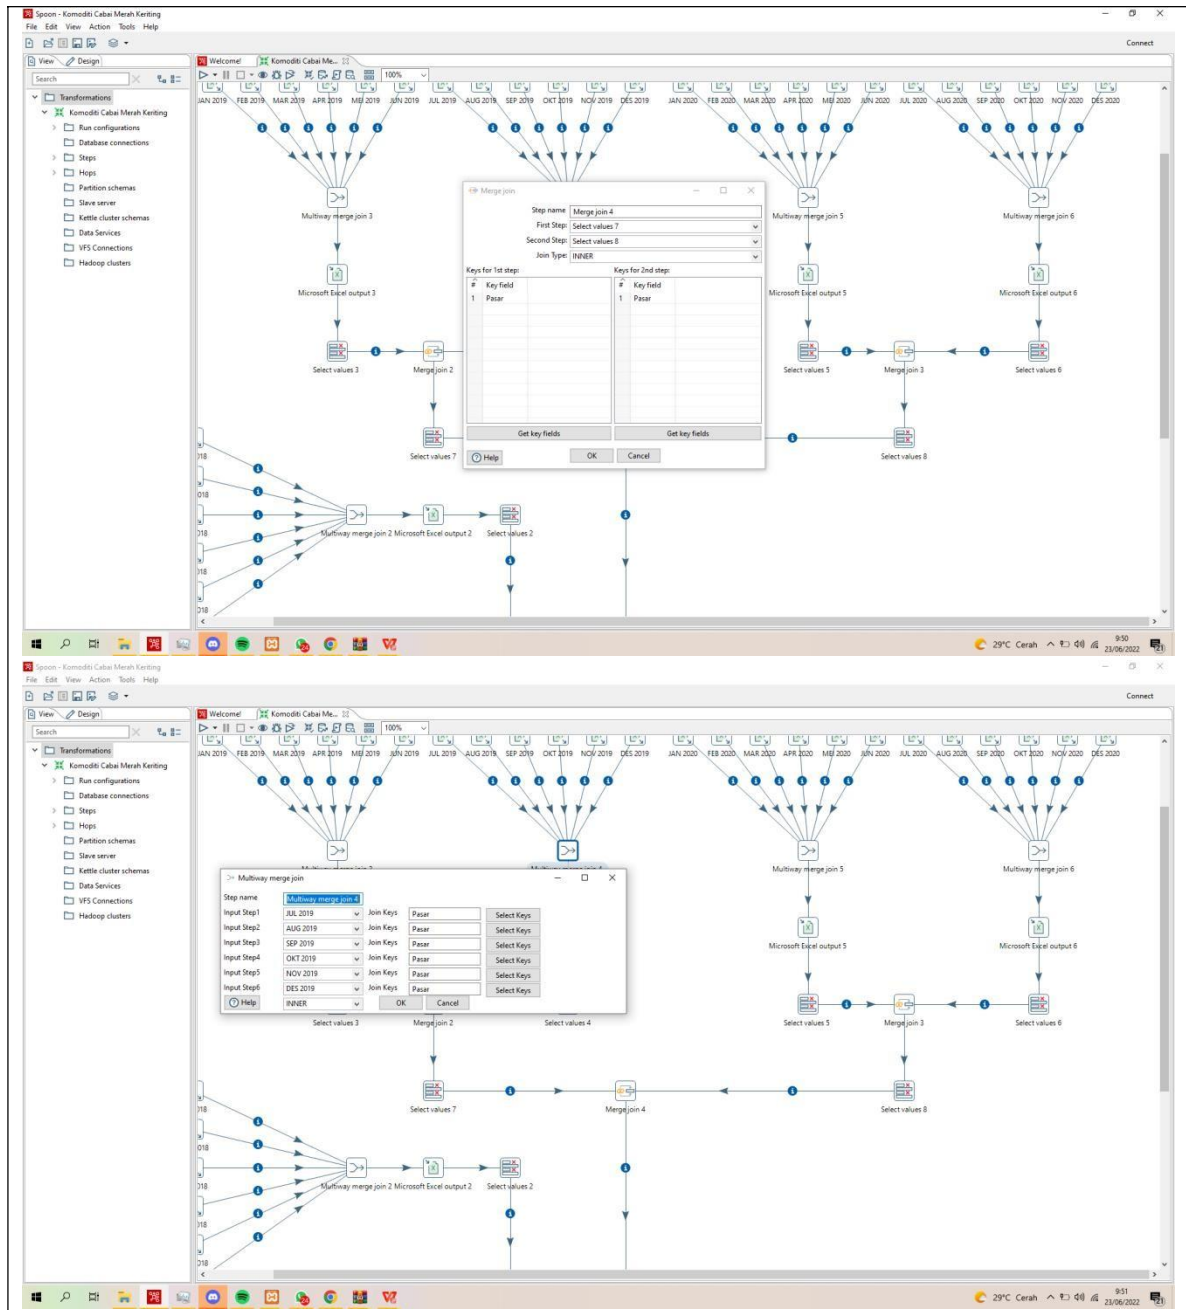 Spoon - Komoditi Cabai Merah Keriting
File Edit View Action Tools Help
Connect
View Design
Welcome! Komoditi Cabai Me...
Search
100%
Transformations
Komoditi Cabai Merah Keriting
Run configurations
Database connections
Steps
Hops
Partition schemas
Slave server
Kettle cluster schemas
Data Services
VFS Connections
Hadoop clusters
JAN 2019 FEB 2019 MAR 2019 APR 2019 MEI 2019 JUN 2019 JUL 2019 AUG 2019 SEP 2019 OKT 2019 NOV 2019 DES 2019 JAN 2020 FEB 2020 MAR 2020 APR 2020 MEI 2020 JUN 2020 JUL 2020 AUG 2020 SEP 2020 OKT 2020 NOV 2020 DES 2020
Multiway merge join 3
Multiway merge join 5
Multiway merge join 6
Microsoft Excel output 3
Microsoft Excel output 5
Microsoft Excel output 6
Select values 3
Merge join 2
Select values 5
Merge join 3
Select values 6
Select values 7
Select values 8
Merge join
Step name Merge join 4
First Step: Select values 7
Second Step: Select values 8
Join Type: INNER
Keys for 1st step: Keys for 2nd step:
# Key field # Key field
1 Pasar 1 Pasar
Get key fields Get key fields
Help OK Cancel
018
018
018
018
018
Multiway merge join 2 Microsoft Excel output 2 Select values 2
29°C Cerah
9:50
23/06/2022
Spoon - Komoditi Cabai Merah Keriting
File Edit View Action Tools Help
Connect
View Design
Welcome! Komoditi Cabai Me...
Search
100%
Transformations
Komoditi Cabai Merah Keriting
Run configurations
Database connections
Steps
Hops
Partition schemas
Slave server
Kettle cluster schemas
Data Services
VFS Connections
Hadoop clusters
JAN 2019 FEB 2019 MAR 2019 APR 2019 MEI 2019 JUN 2019 JUL 2019 AUG 2019 SEP 2019 OKT 2019 NOV 2019 DES 2019 JAN 2020 FEB 2020 MAR 2020 APR 2020 MEI 2020 JUN 2020 JUL 2020 AUG 2020 SEP 2020 OKT 2020 NOV 2020 DES 2020
Multiway merge join 5
Multiway merge join 6
Multiway merge join
Step name Multiway merge join 4
Input Step1 JUL 2019 Join Keys Pasar Select Keys
Input Step2 AUG 2019 Join Keys Pasar Select Keys
Input Step3 SEP 2019 Join Keys Pasar Select Keys
Input Step4 OKT 2019 Join Keys Pasar Select Keys
Input Step5 NOV 2019 Join Keys Pasar Select Keys
Input Step6 DES 2019 Join Keys Pasar Select Keys
Help INNER OK Cancel
Microsoft Excel output 5
Microsoft Excel output 6
Select values 3
Merge join 2
Select values 4
Select values 5
Merge join 3
Select values 6
Select values 7
Merge join 4
Select values 8
018
018
018
018
018
Multiway merge join 2 Microsoft Excel output 2 Select values 2
29°C Cerah
9:51
23/06/2022